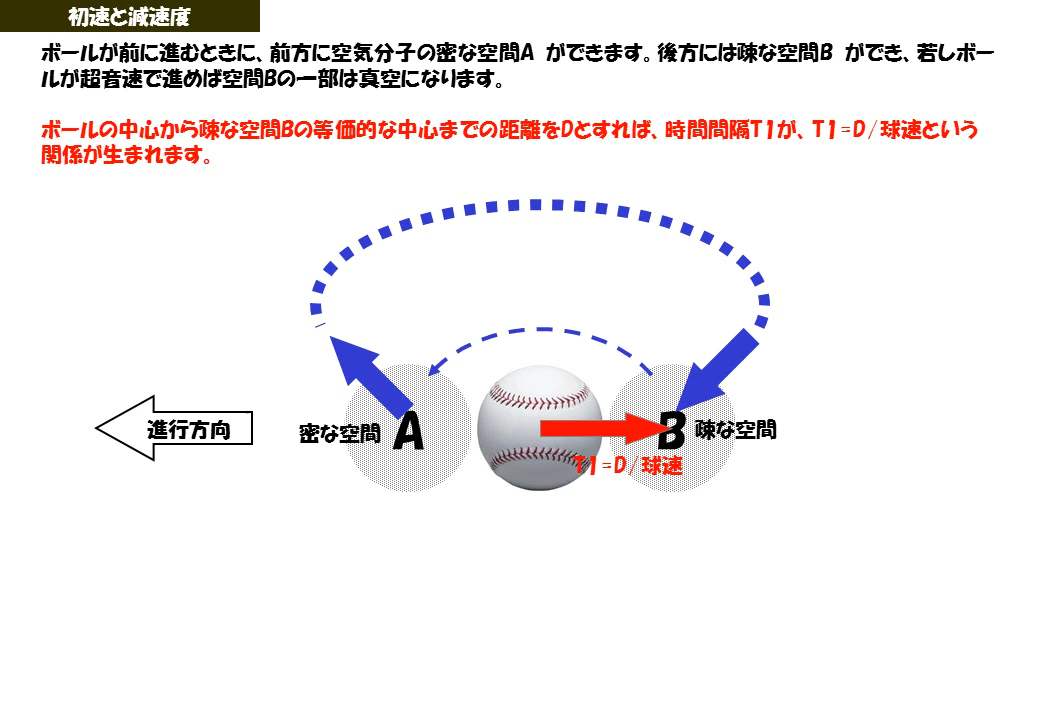 初速と減速度
ボールが前に進むときに、前方に空気分子の密な空間A ができます。後方には疎な空間B ができ、若しボー
ルが超音速で進めば空間Bの一部は真空になります。
ボールの中心から疎な空間Bの等価的な中心までの距離をDとすれば、時間間隔T1が、T1=D/球速という
関係が生まれます。
進行方向
密な空間
A
B
疎な空間
T1=D/球速